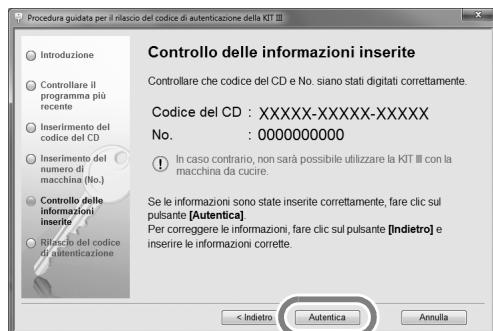 Procedura guidata per il rilascio del codice di autenticazione della KIT III
Introduzione
Controllare il
programma più
recente
Inserirmento del
codice del CD
Inserimento del
numero di
macchina (No.)
Controllo delle
informazioni
inserite
Rilascio del codice
di autenticazione
Controllo delle informazioni inserite
Controllare che codice del CD e No. siano stati digitati correttamente.
Codice del CD : XXXXX-XXXXX-XXXXX
No. : 0000000000
In caso contrario, non sarà possibile utilizzare la KIT III con la
macchina da cucire.
Se le informazioni sono state inserite correttamente, fare clic sul
pulsante [Autentica].
Per correggere le informazioni, fare clic sul pulsante [Indietro] e
inserire le informazioni corrette.
< Indietro
Autentica
Annulla